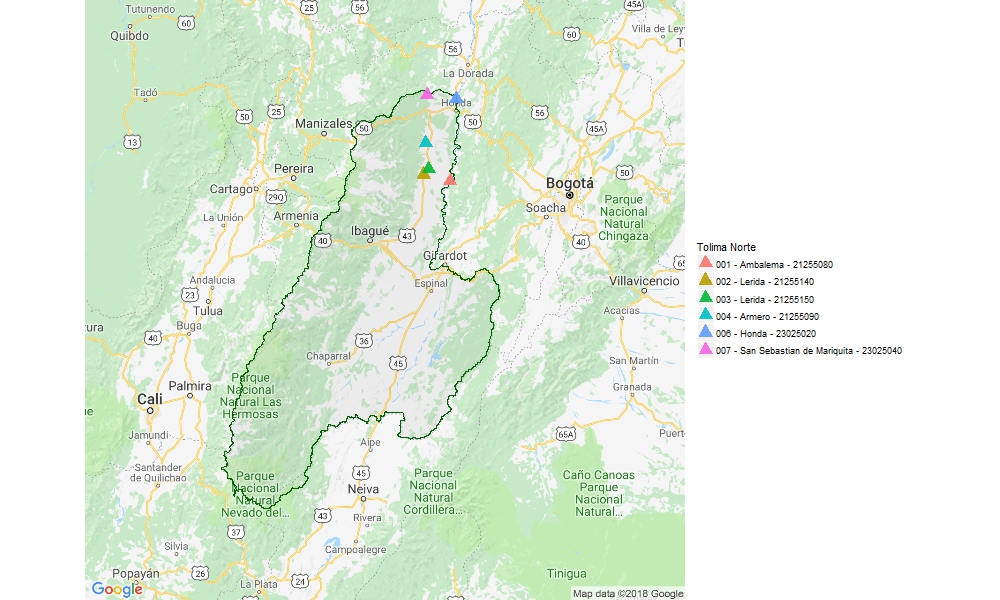 Tutunendo
25
56
45A
60
Quibdo
60
Villa de Ley
56
La Dorada
Tadó
25
50
56
Honda
Manizales
50
50
45A
13
Pereira
50
Bogotá
Cartago
29Q
Soacha
Parque
Nacional
Natural
Chingaza
La Unión
Armenia
Ibagué
43
40
40
Girardot
65
Andalucia
Espinal
Villavicencio
23
Tulua
Acacias
Buga
40
36
Chaparral
45
San Martín
Palmira
Granada
Parque
Nacional
Natural Las
Hermosas
Cali
Jamundi
Aipe
65A
Puert
Santander
de Quilichao
Parque
Nacional
Natural
Nevado del...
45
Neiva
Parque
Nacional
Natural
Cordillera...
Caño Canoas
Parque
Nacional
Natural...
43
Rivera
37
Silvia
Campoalegre
Popayán
26
La Plata
24
Tinigua
Google
Map data ©2018 Google
Tolima Norte
001 - Ambalema - 21255080
002 - Lerida - 21255140
003 - Lerida - 21255150
004 - Armero - 21255090
006 - Honda - 23025020
007 - San Sebastian de Mariquita - 23025040